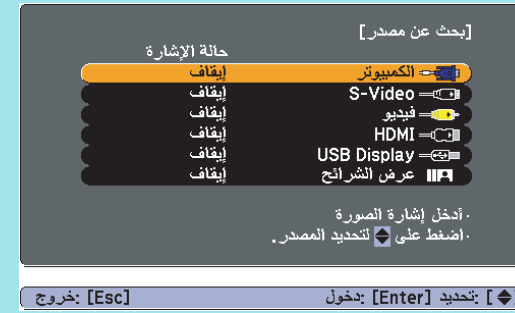 [بحث عن مصدر]
حالة الإشارة
الكمبيوتر إيقاف
S-Video إيقاف
فيديو إيقاف
HDMI إيقاف
USB Display إيقاف
عرض الشرائح إيقاف
·أدخل إشارة الصورة
·اضغط على لتحديد المصدر.
[ : تحديد [Enter] :دخول [Esc] :خروج